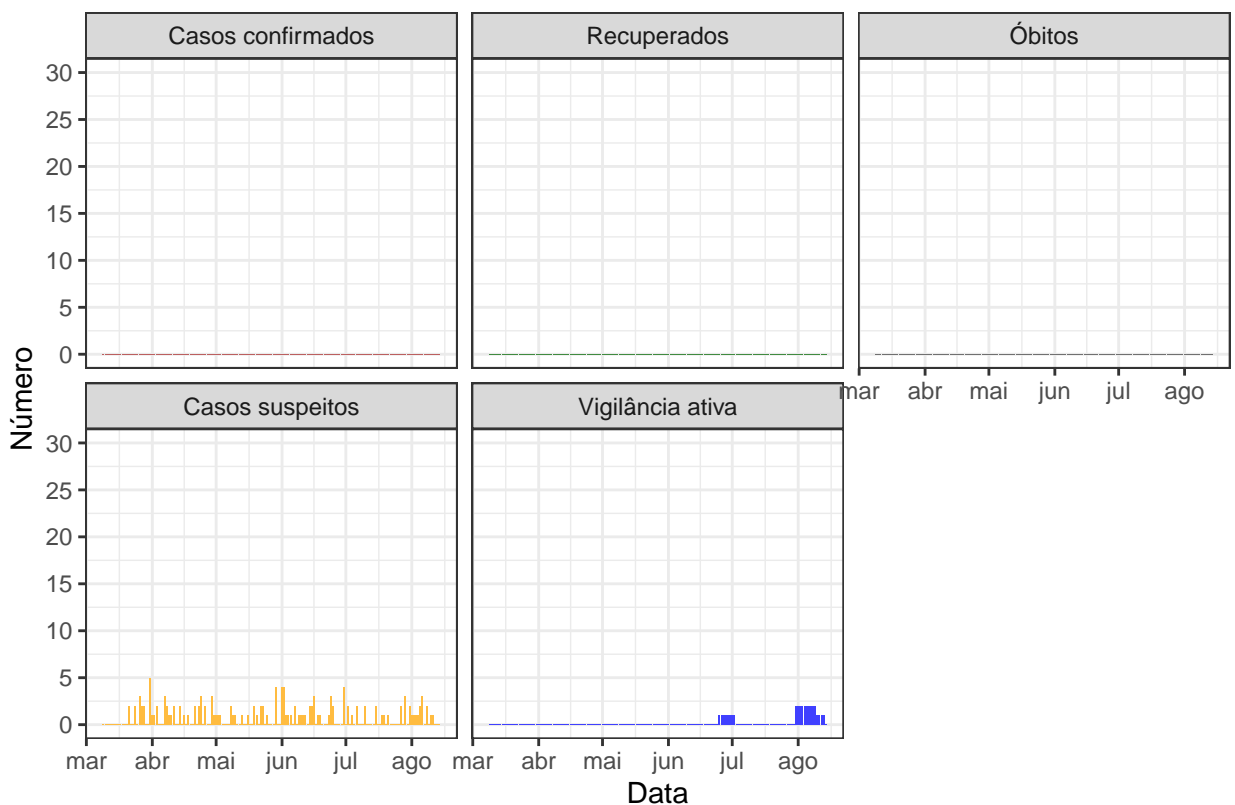 Casos confirmados
Recuperados
Óbitos
30
25
20
15
10
5
0
mar abr mai jun jul ago
Casos suspeitos
Vigilância ativa
30
25
20
15
10
5
0
mar abr mai jun jul ago
mar abr mai jun jul ago
Número
Data